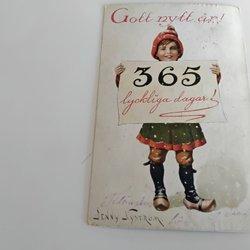 Gott nytt år!
365
lyckliga dagar!
JENNY NYSTRÖM